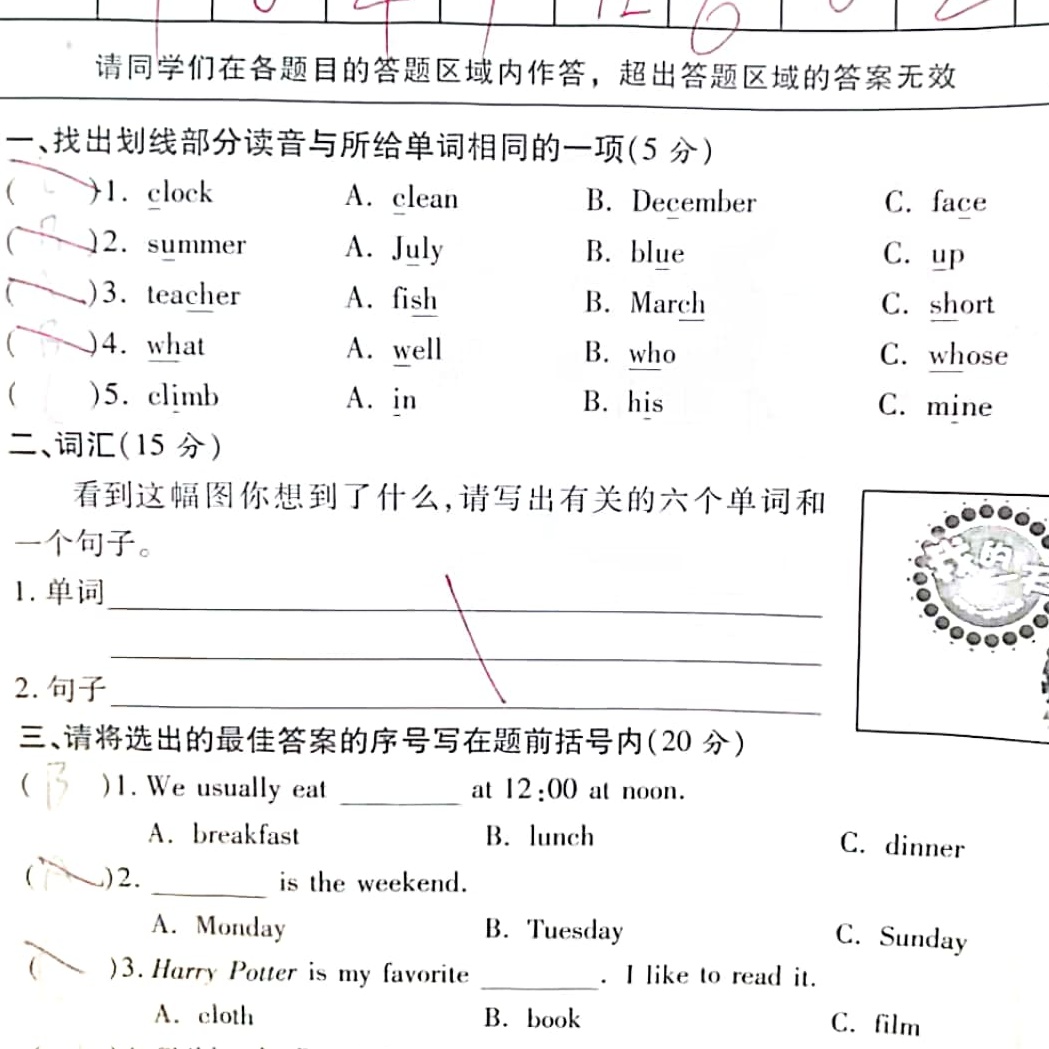 请同学们在各题目的答题区域内作答，超出答题区域的答案无效
一、找出划线部分读音与所给单词相同的一项(5 分)
( )1. clock A. clean B. December C. face
( )2. summer A. July B. blue C. up
( )3. teacher A. fish B. March C. short
( )4. what A. well B. who C. whose
( )5. climb A. in B. his C. mine
二、词汇(15 分)
看到这幅图你想到了什么,请写出有关的六个单词和
一个句子。
1. 单词
2. 句子
三、请将选出的最佳答案的序号写在题前括号内(20 分)
( B )1. We usually eat ______ at 12:00 at noon.
A. breakfast B. lunch C. dinner
( )2. ______ is the weekend.
A. Monday B. Tuesday C. Sunday
( )3. Harry Potter is my favorite ______. I like to read it.
A. cloth B. book C. film